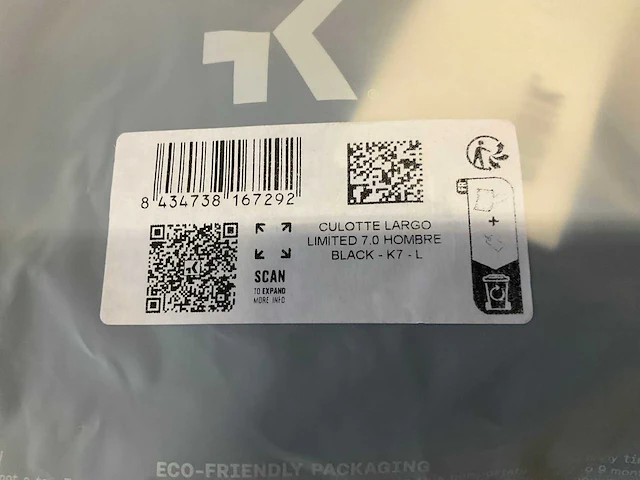 8 434738 167292
CULOTTE LARGO
LIMITED 7.0 HOMBRE
BLACK - K7 - L
SCAN
TO EXPAND
MORE INFO
ECO-FRIENDLY PACKAGING